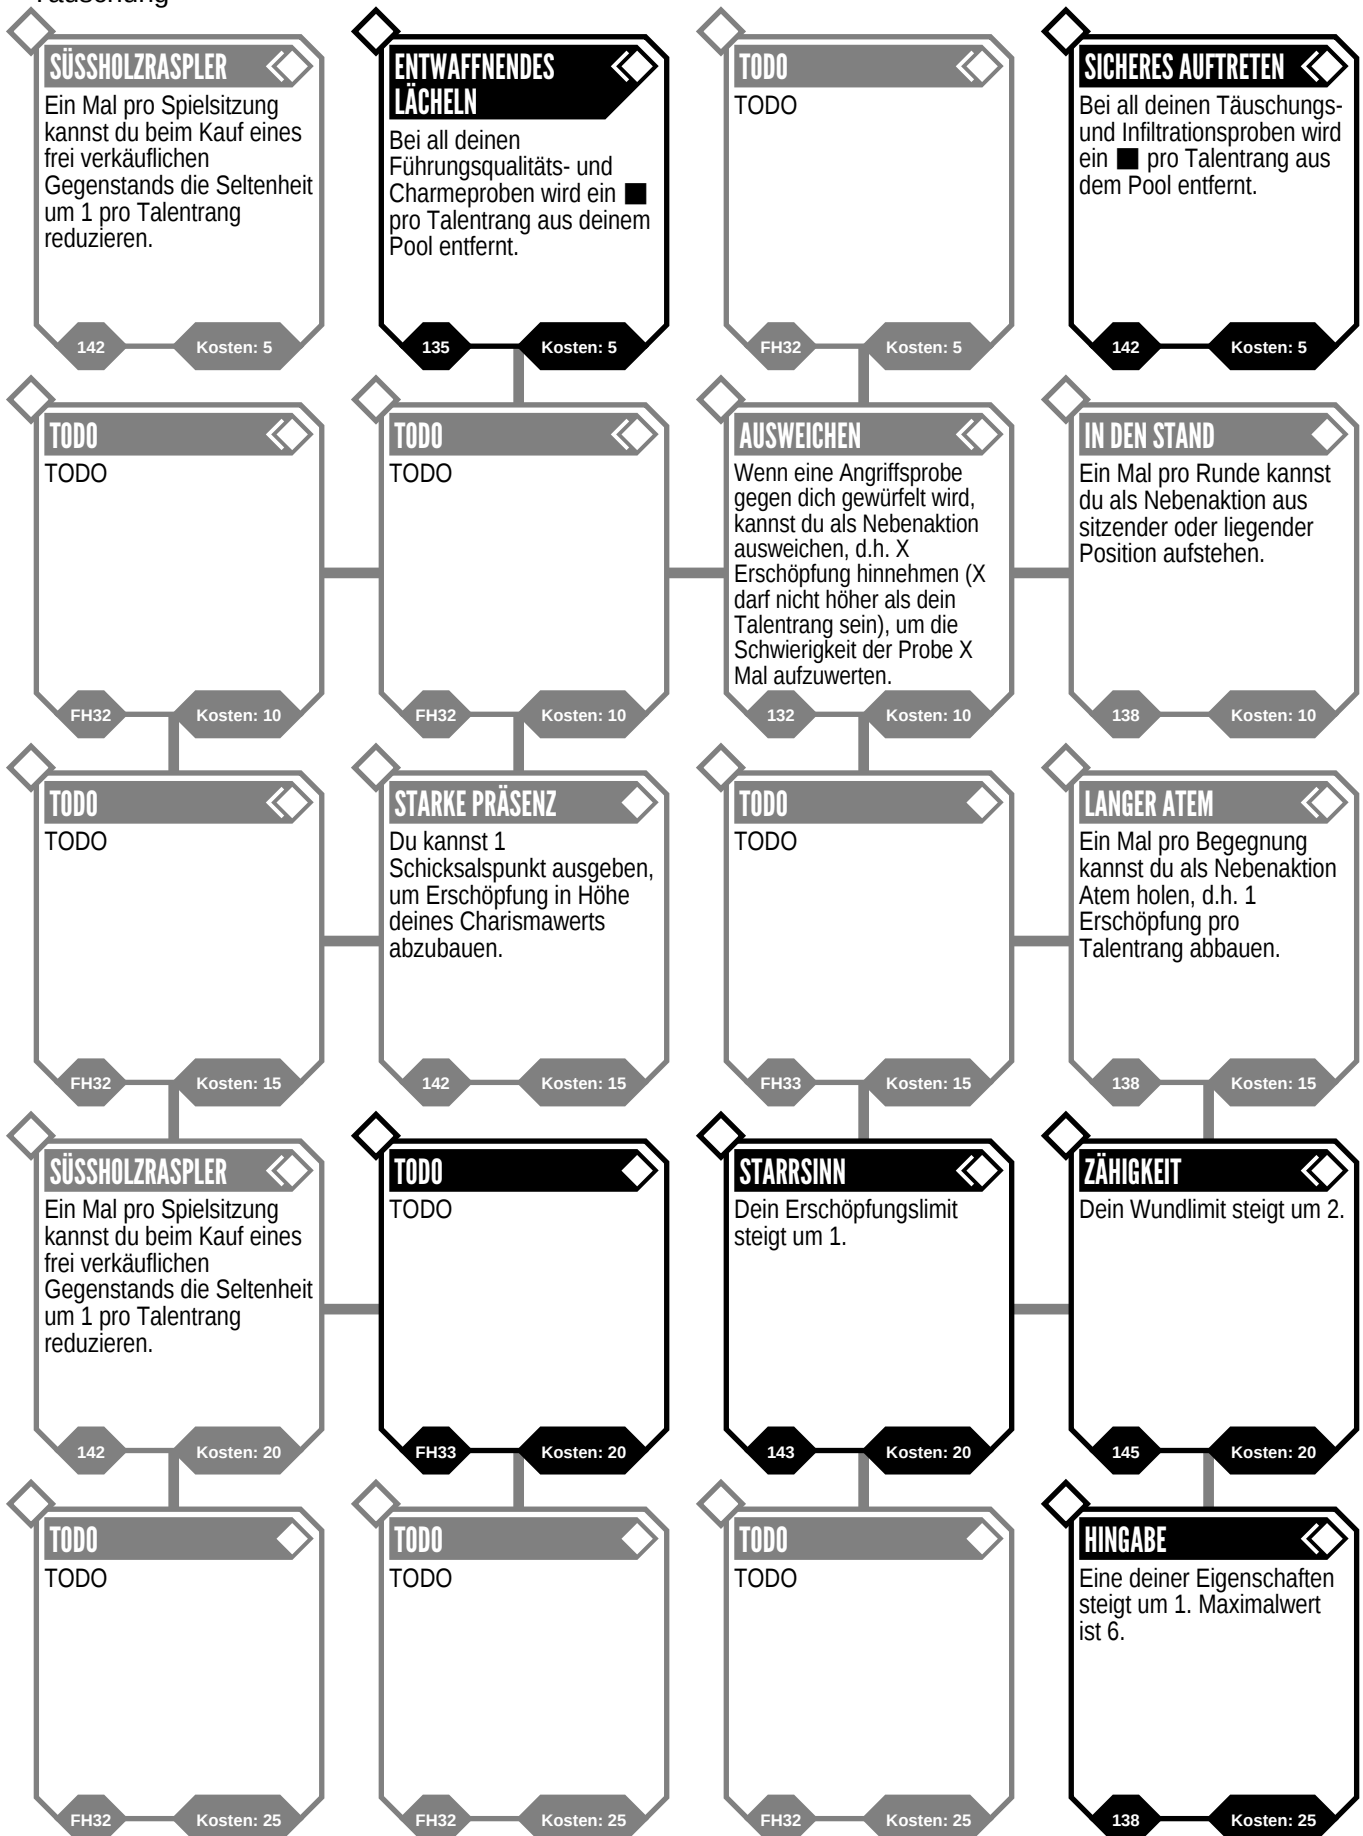 Täuschung
SÜSSHOLZRASPLER
Ein Mal pro Spielsitzung
kannst du beim Kauf eines
frei verkäuflichen
Gegenstands die Seltenheit
um 1 pro Talentrang
reduzieren.
142
Kosten: 5
ENTWAFFNENDES
LÄCHELN
Bei all deinen
Führungsqualitäts- und
Charmeproben wird ein ■
pro Talentrang aus deinem
Pool entfernt.
135
Kosten: 5
TODO
TODO
FH32
Kosten: 5
SICHERES AUFTRETEN
Bei all deinen Täuschungs-
und Infiltrationsproben wird
ein ■ pro Talentrang aus
dem Pool entfernt.
142
Kosten: 5
TODO
TODO
FH32
Kosten: 10
TODO
TODO
FH32
Kosten: 10
AUSWEICHEN
Wenn eine Angriffsprobe
gegen dich gewürfelt wird,
kannst du als Nebenaktion
ausweichen, d.h. X
Erschöpfung hinnehmen (X
darf nicht höher als dein
Talentrang sein), um die
Schwierigkeit der Probe X
Mal aufzuwerten.
132
Kosten: 10
IN DEN STAND
Ein Mal pro Runde kannst
du als Nebenaktion aus
sitzender oder liegender
Position aufstehen.
138
Kosten: 10
TODO
TODO
FH32
Kosten: 15
STARKE PRÄSENZ
Du kannst 1
Schicksalspunkt ausgeben,
um Erschöpfung in Höhe
deines Charismawerts
abzubauen.
142
Kosten: 15
TODO
TODO
FH33
Kosten: 15
LANGER ATEM
Ein Mal pro Begegnung
kannst du als Nebenaktion
Atem holen, d.h. 1
Erschöpfung pro
Talentrang abbauen.
138
Kosten: 15
SÜSSHOLZRASPLER
Ein Mal pro Spielsitzung
kannst du beim Kauf eines
frei verkäuflichen
Gegenstands die Seltenheit
um 1 pro Talentrang
reduzieren.
142
Kosten: 20
TODO
TODO
FH33
Kosten: 20
STARRSINN
Dein Erschöpfungslimit
steigt um 1.
143
Kosten: 20
ZÄHIGKEIT
Dein Wundlimit steigt um 2.
145
Kosten: 20
TODO
TODO
FH32
Kosten: 25
TODO
TODO
FH32
Kosten: 25
TODO
TODO
FH32
Kosten: 25
HINGABE
Eine deiner Eigenschaften
steigt um 1. Maximalwert
ist 6.
138
Kosten: 25